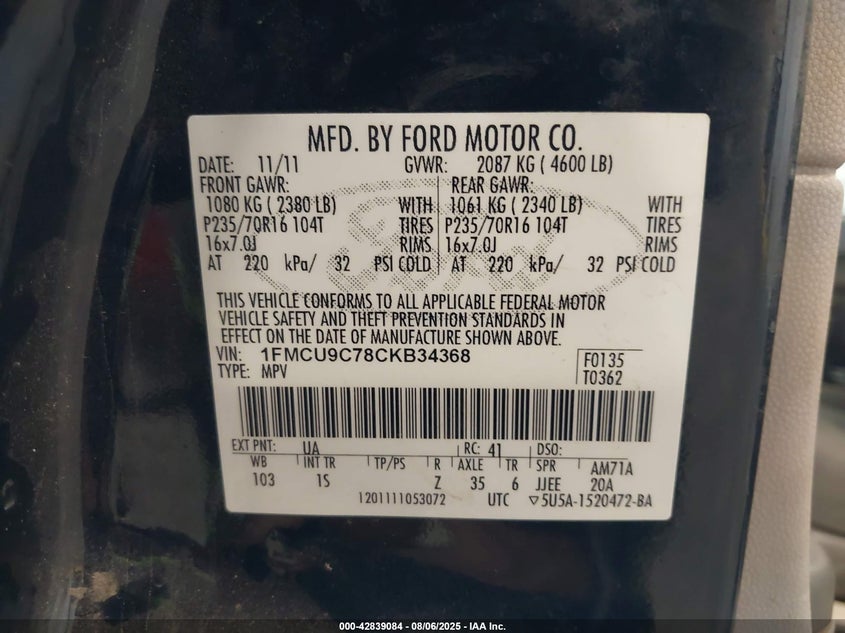 MFD. BY FORD MOTOR CO.
DATE: 11/11 GVWR: 2087 KG ( 4600 LB)
FRONT GAWR: REAR GAWR:
1080 KG ( 2380 LB) WITH 1061 KG ( 2340 LB) WITH
P235/70R16 104T TIRES P235/70R16 104T TIRES
16x7.0J RIMS 16x7.0J RIMS
AT 220 kPa/ 32 PSI COLD AT 220 kPa/ 32 PSI COLD
THIS VEHICLE CONFORMS TO ALL APPLICABLE FEDERAL MOTOR
VEHICLE SAFETY AND THEFT PREVENTION STANDARDS IN
EFFECT ON THE DATE OF MANUFACTURE SHOWN ABOVE.
VIN: 1FMCU9C78CKB34368 F0135
TYPE: MPV T0362
EXT PNT: UA RC: 41 DSO:
WB INT TR TP/PS R AXLE TR SPR AM71A
103 1S Z 35 6 JJEE 20A
1201111053072 UTC ▽5U5A-1520472-BA
000-42839084 - 08/06/2025 - IAA Inc.